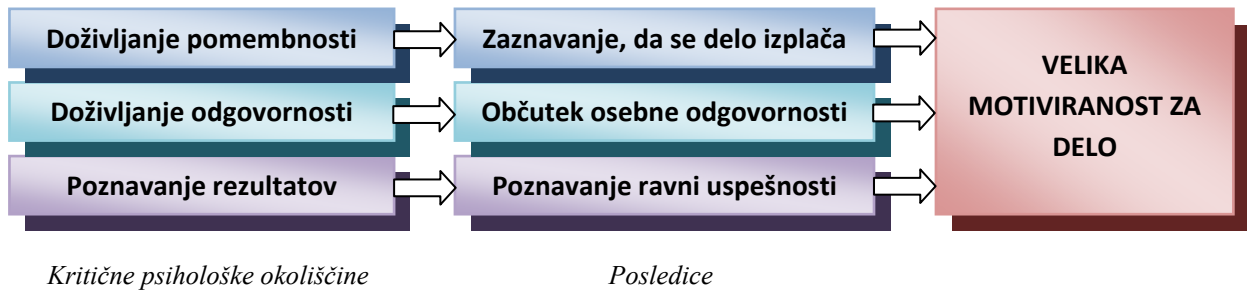 Doživljanje pomembnosti
Zaznavanje, da se delo izplača
Doživljanje odgovornosti
Občutek osebne odgovornosti
Poznavanje rezultatov
Poznavanje ravni uspešnosti
VELIKA
MOTIVIRANOST ZA
DELO
Kritične psihološke okoliščine
Posledice